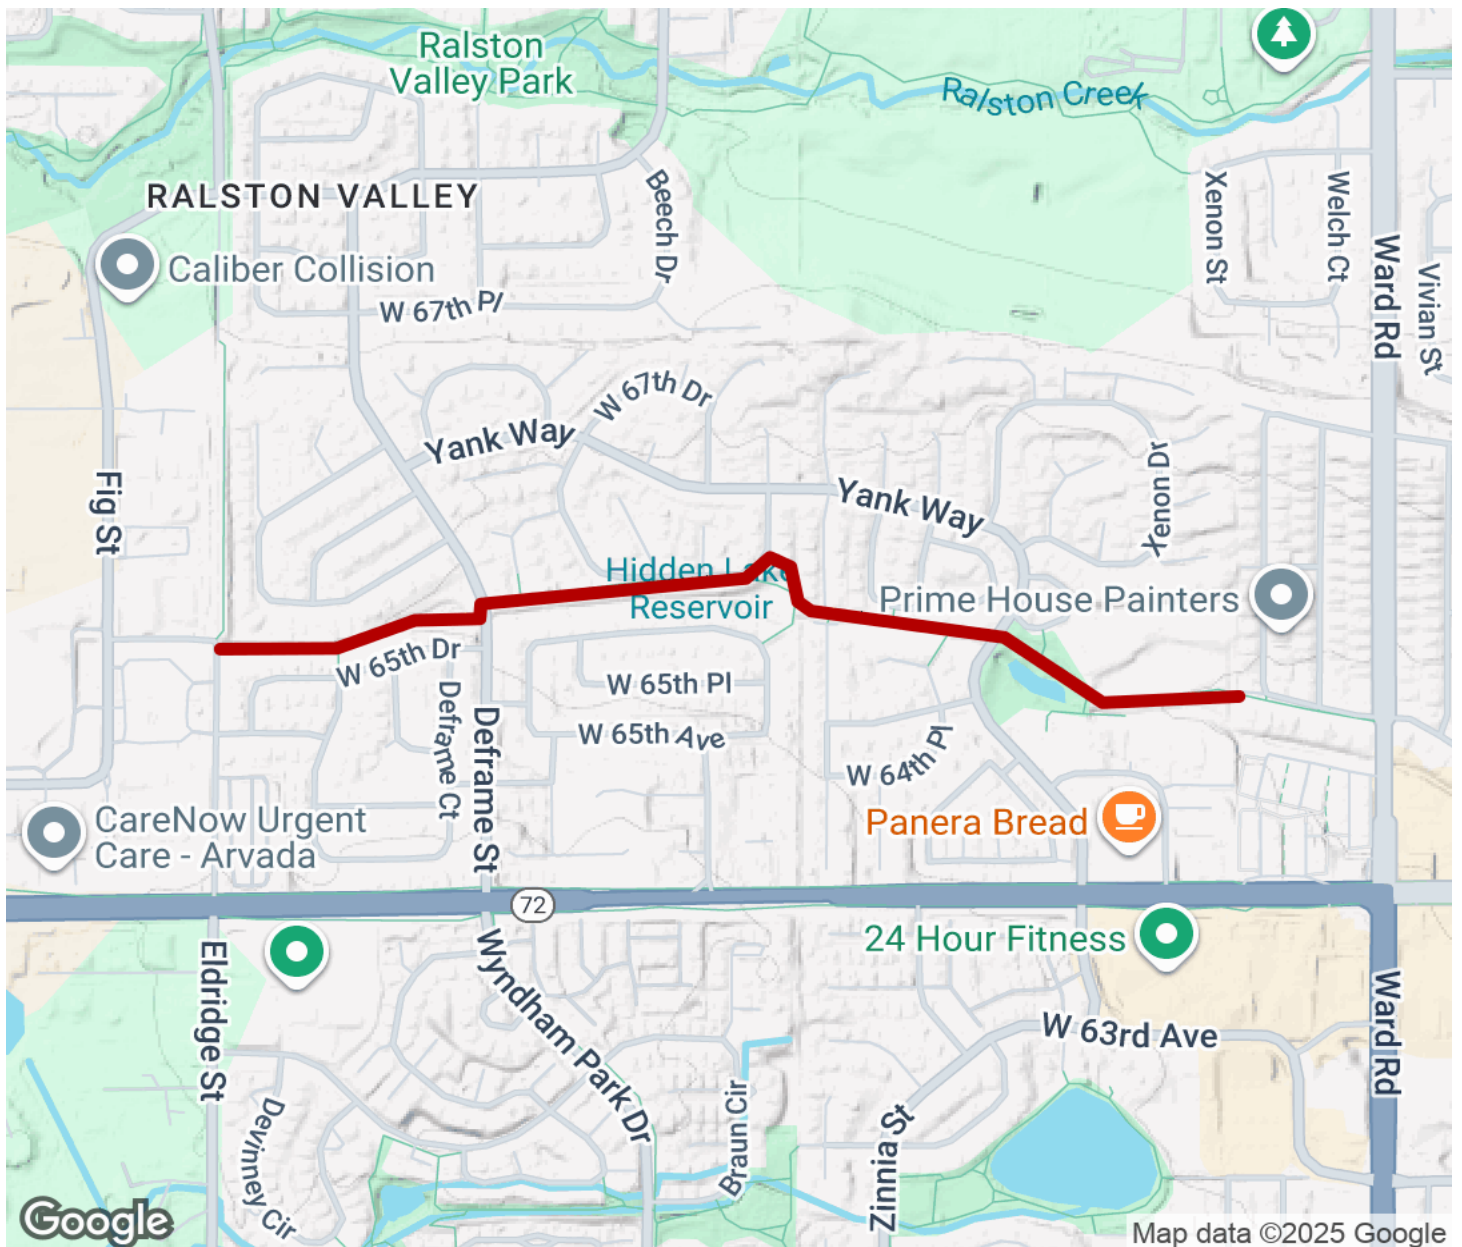 Ralston
Valley Park
Ralston Creek
RALSTON VALLEY
Caliber Collision
Beech Dr
Xenon St
Welch Ct
Ward Rd
Vivian St
W 67th Pl
W 67th Dr
Yank Way
Fig St
Yank Way
Xenon Dr
Hidden Lake
Reservoir
Prime House Painters
W 65th Dr
W 65th Pl
Deframe Ct
Deframe St
W 65th Ave
W 64th Pl
CareNow Urgent
Care - Arvada
Panera Bread
72
24 Hour Fitness
Eldridge St
Wyndham Park Dr
W 63rd Ave
Ward Rd
Devinney Cir
Braun Cir
Zinnia St
Google
Map data ©2025 Google